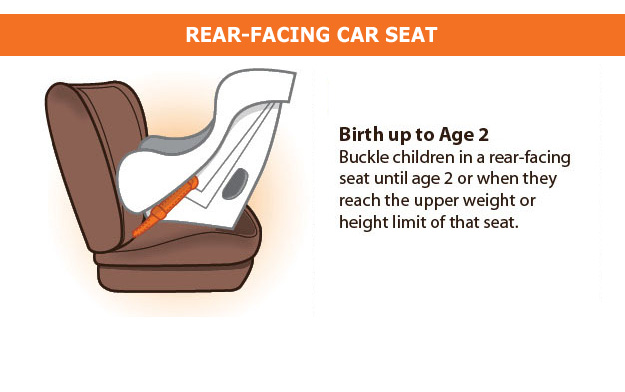 REAR-FACING CAR SEAT
Birth up to Age 2
Buckle children in a rear-facing
seat until age 2 or when they
reach the upper weight or
height limit of that seat.